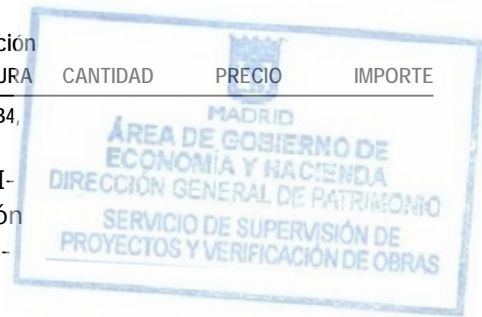 ción
URA CANTIDAD PRECIO IMPORTE
34,
MADRID
ÁREA DE GOBIERNO DE
ECONOMÍA Y HACIENDA
DIRECCIÓN GENERAL DE PATRIMONIO
SERVICIO DE SUPERVISIÓN DE
PROYECTOS Y VERIFICACIÓN DE OBRAS
I-
ón
-